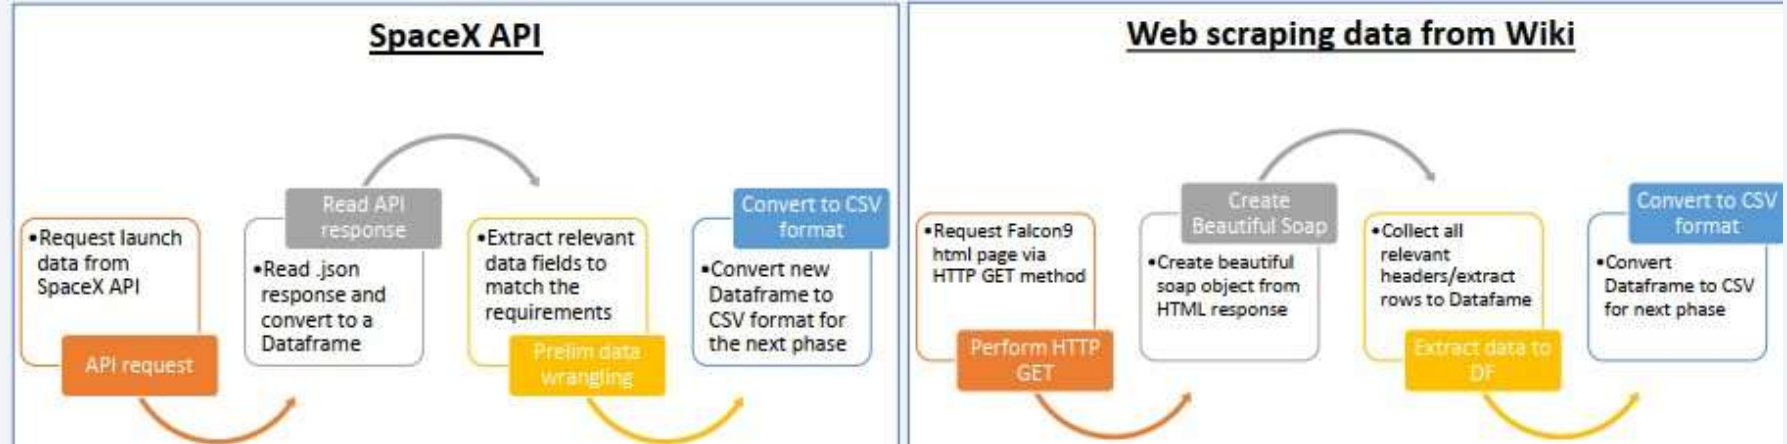 SpaceX API
•Request launch
data from
SpaceX API
API request
Read API
response
•Read .json
response and
convert to a
Dataframe
•Extract relevant
data fields to
match the
requirements
Prelim data
wrangling
Convert to CSV
format
•Convert new
Dataframe to
CSV format for
the next phase
Web scraping data from Wiki
•Request Falcon9
html page via
HTTP GET method
Perform HTTP
GET
Create
Beautiful Soap
•Create beautiful
soap object from
HTML response
•Collect all
relevant
headers/extract
rows to Datafame
Extract data to
DF
Convert to CSV
format
•Convert
Dataframe to CSV
for next phase